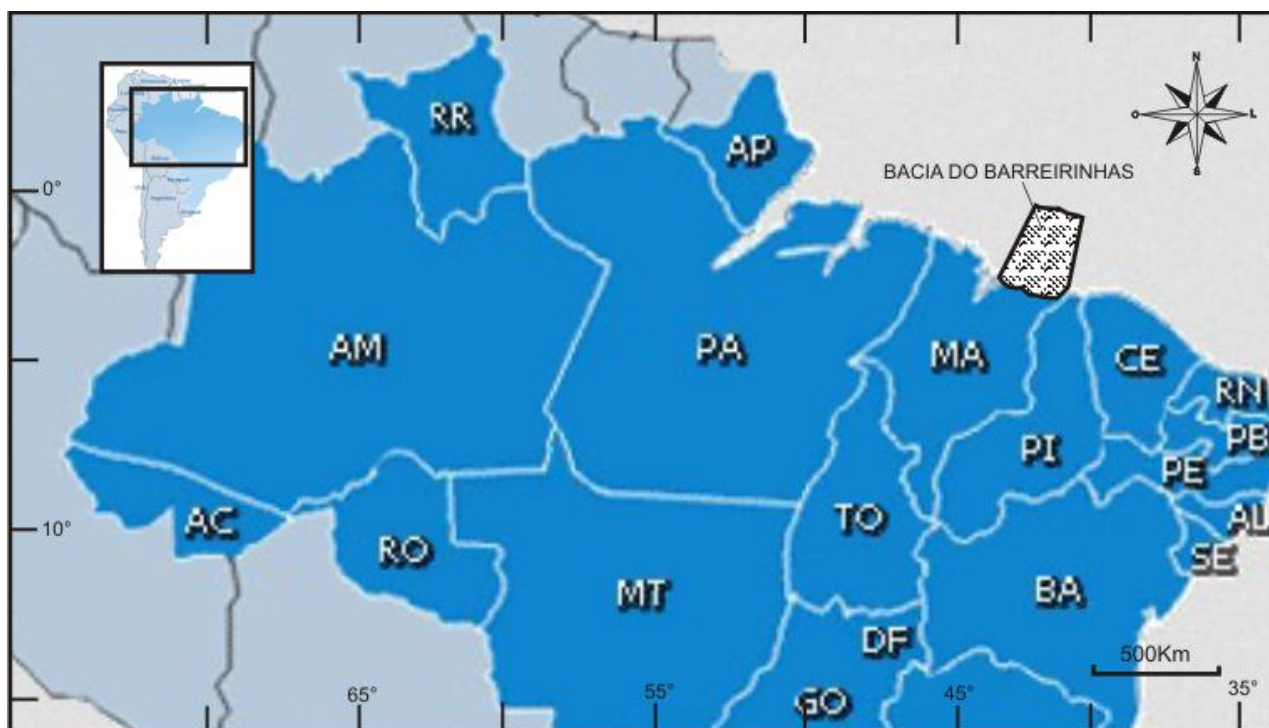 N
O
L
S
RR
AP
BACIA DO BARREIRINHAS
0°
AM
PA
MA
CE
RN
PB
PI
PE
AC
10°
TO
AL
RO
SE
MT
BA
DF
500Km
65°
55°
GO
45°
35°